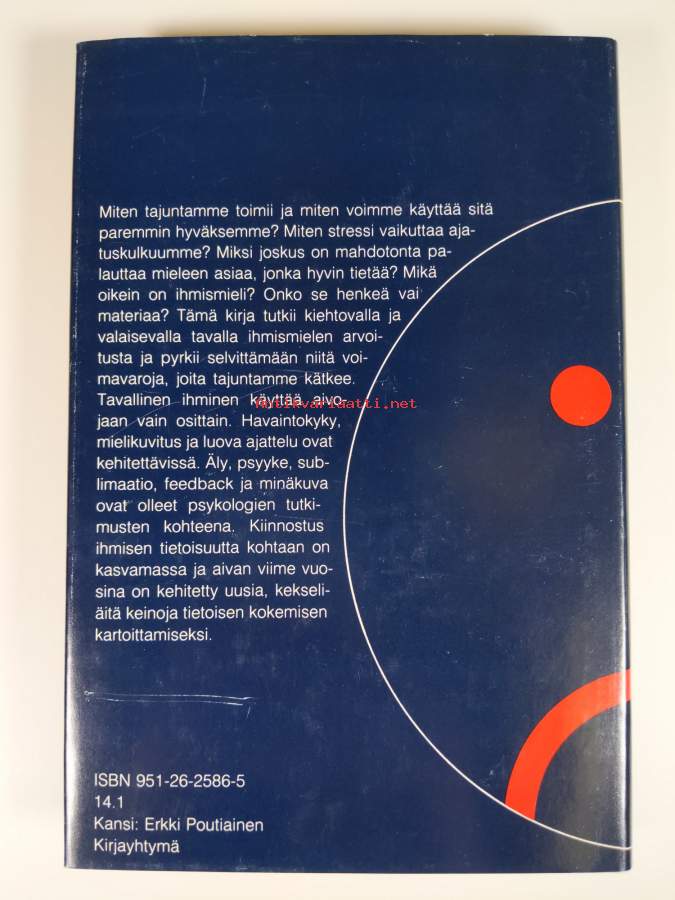 Miten tajuntamme toimii ja miten voimme käyttää sitä
paremmin hyväksemme? Miten stressi vaikuttaa aja-
tuskulkuumme? Miksi joskus on mahdotonta pa-
lauttaa mieleen asiaa, jonka hyvin tietää? Mikä
oikein on ihmismieli? Onko se henkeä vai
materiaa? Tämä kirja tutkii kiehtovalla ja
valaisevalla tavalla ihmismielen arvoi-
tusta ja pyrkii selvittämään niitä voi-
mavaroja, joita tajuntamme kätkee.
Tavallinen ihminen käyttää aivo-
Antikvariaatti.net
jaan vain osittain. Havaintokyky,
mielikuvitus ja luova ajattelu ovat
kehitettävissä. Äly, psyyke, sub-
limaatio, feedback ja minäkuva
ovat olleet psykologien tutki-
musten kohteena. Kiinnostus
ihmisen tietoisuutta kohtaan on
kasvamassa ja aivan viime vuo-
sina on kehitetty uusia, kekseli-
äitä keinoja tietoisen kokemisen
kartoittamiseksi.
ISBN 951-26-2586-5
14.1
Kansi: Erkki Poutiainen
Kirjayhtymä